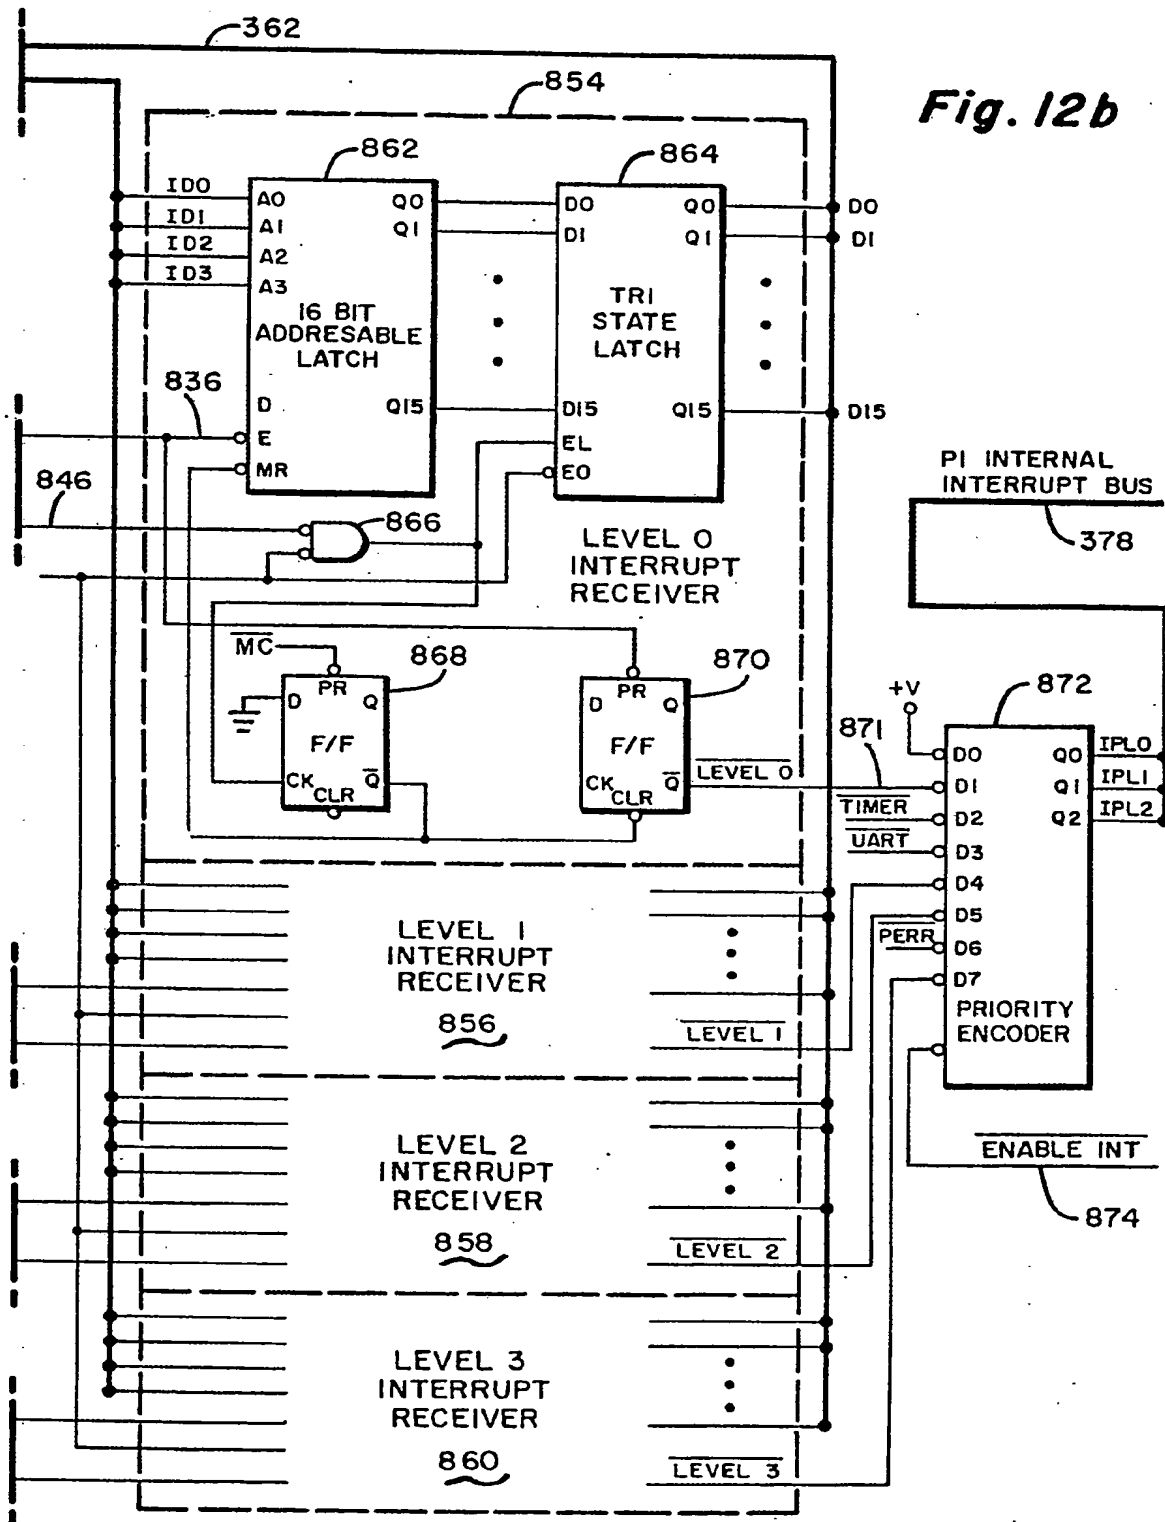 362
854
Fig. 12b
862
864
ID0
ID1
ID2
ID3
A0
A1
A2
A3
Q0
Q1
D0
D1
Q0
Q1
D0
D1
16 BIT
ADDRESABLE
LATCH
TRI
STATE
LATCH
836
D
E
MR
Q15
D15
EL
EO
Q15
D15
846
866
LEVEL 0
INTERRUPT
RECEIVER
PI INTERNAL
INTERRUPT BUS
378
MC
868
870
PR
D
Q
F/F
CK
CLR
Q
PR
D
Q
F/F
CK
CLR
Q
LEVEL 0
871
+V
872
D0
D1
TIMER
D2
UART
D3
D4
D5
PERR
D6
D7
Q0
Q1
Q2
IPL0
IPL1
IPL2
PRIORITY
ENCODER
ENABLE INT
874
LEVEL 1
INTERRUPT
RECEIVER
856
LEVEL 1
LEVEL 2
INTERRUPT
RECEIVER
858
LEVEL 2
LEVEL 3
INTERRUPT
RECEIVER
860
LEVEL 3